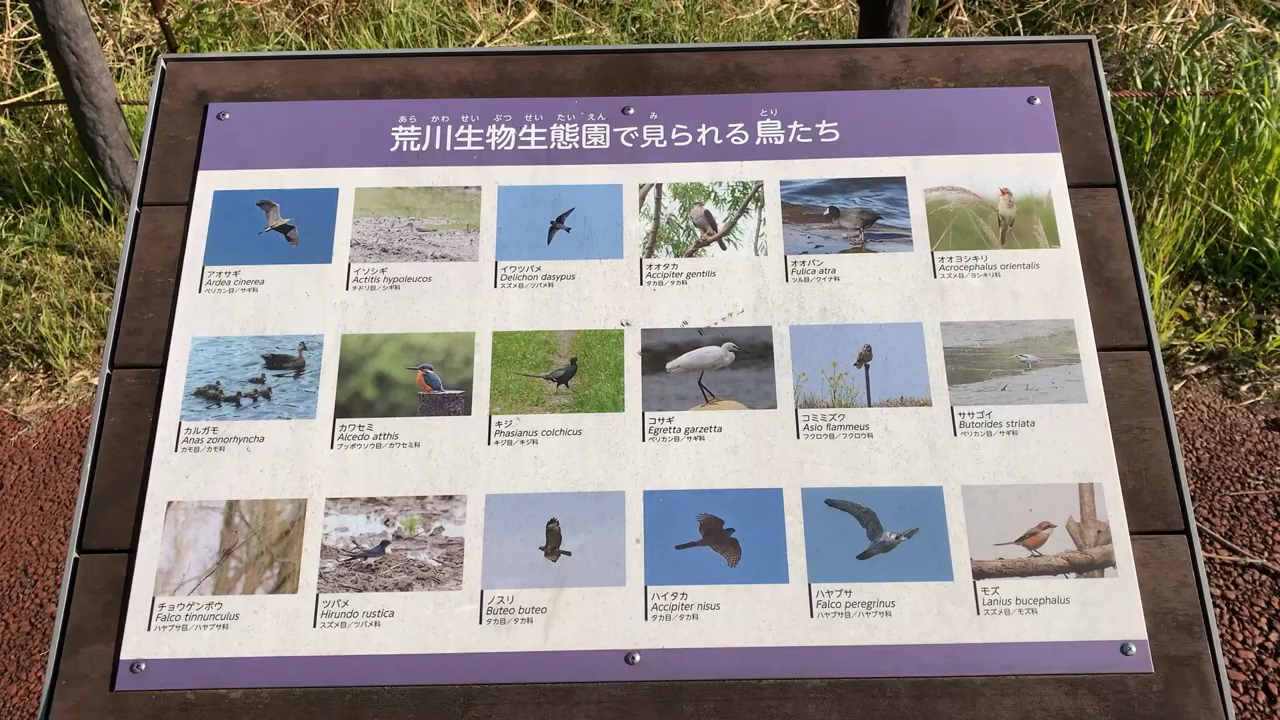 あら かわ せい ぶつ せい たい えん み とり
荒川生物生態園で見られる鳥たち
アオサギ
Ardea cinerea
ペリカン目／サギ科
イソシギ
Actitis hypoleucos
チドリ目／シギ科
イワツバメ
Delichon dasypus
スズメ目／ツバメ科
オオタカ
Accipiter gentilis
タカ目／タカ科
オオバン
Fulica atra
ツル目／クイナ科
オオヨシキリ
Acrocephalus orientalis
スズメ目／ヨシキリ科
カルガモ
Anas zonorhyncha
カモ目／カモ科
カワセミ
Alcedo atthis
ブッポウソウ目／カワセミ科
キジ
Phasianus colchicus
キジ目／キジ科
コサギ
Egretta garzetta
ペリカン目／サギ科
コミミズク
Asio flammeus
フクロウ目／フクロウ科
ササゴイ
Butorides striata
ペリカン目／サギ科
チョウゲンボウ
Falco tinnunculus
ハヤブサ目／ハヤブサ科
ツバメ
Hirundo rustica
スズメ目／ツバメ科
ノスリ
Buteo buteo
タカ目／タカ科
ハイタカ
Accipiter nisus
タカ目／タカ科
ハヤブサ
Falco peregrinus
ハヤブサ目／ハヤブサ科
モズ
Lanius bucephalus
スズメ目／モズ科